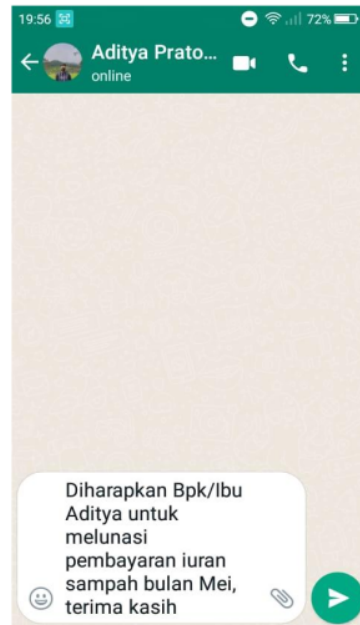 19:56
72%
Aditya Prato...
online
Diharapkan Bpk/Ibu
Aditya untuk
melunasi
pembayaran iuran
sampah bulan Mei,
terima kasih